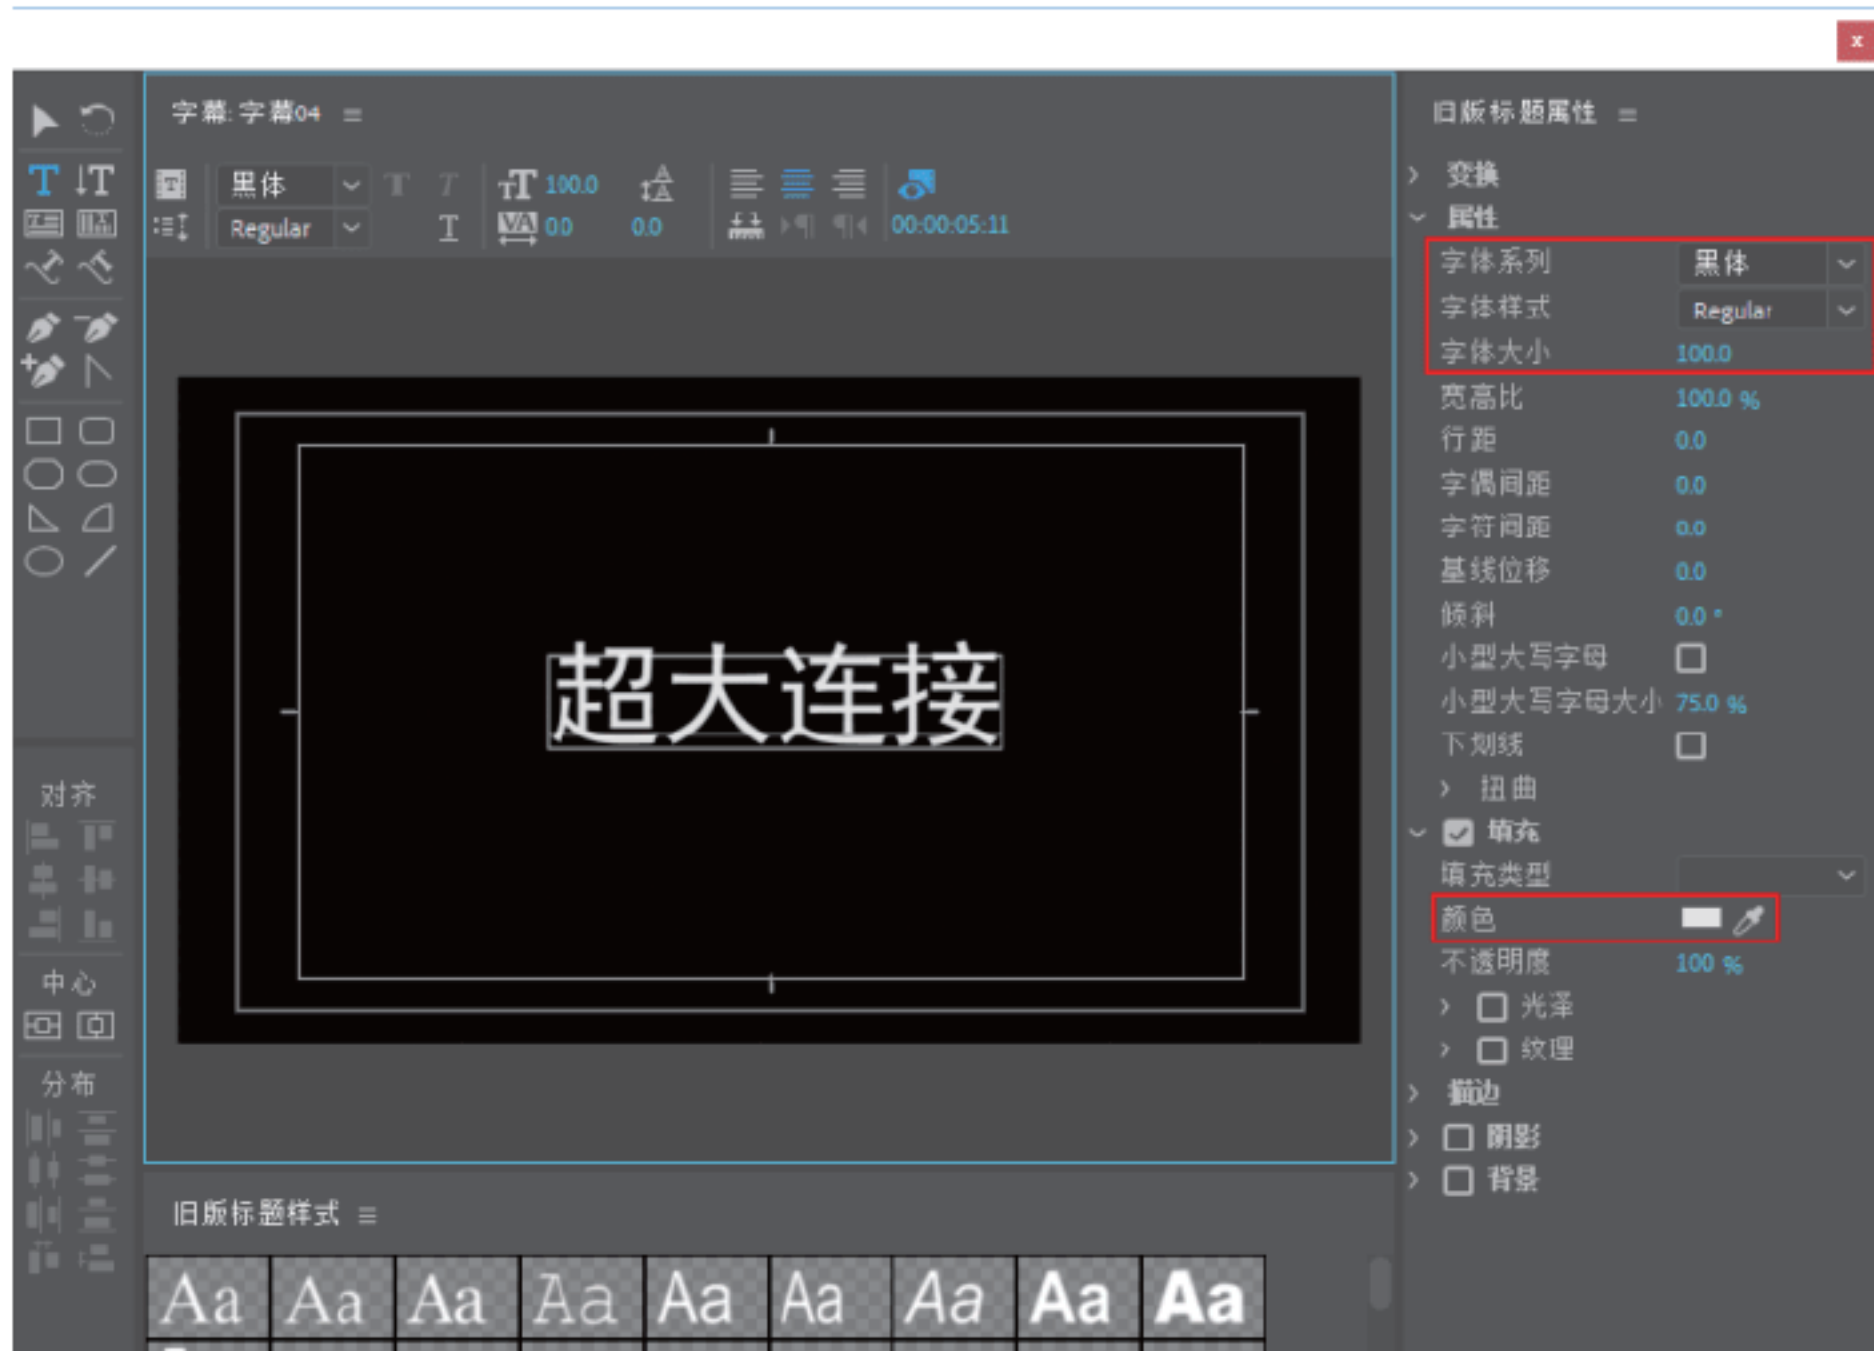 x
字幕: 字幕04
T T
黑体 T T TT 100.0
Regular T VA 0.0 0.0 00:00:05:11
超大连接
对齐
中心
分布
旧版标题样式
Aa Aa Aa Aa Aa Aa Aa Aa Aa
旧版标题属性
变换
属性
字体系列 黑体
字体样式 Regular
字体大小 100.0
宽高比 100.0 %
行距 0.0
字偶间距 0.0
字符间距 0.0
基线位移 0.0
倾斜 0.0 °
小型大写字母
小型大写字母大小 75.0 %
下划线
扭曲
填充
填充类型
颜色
不透明度 100 %
光泽
纹理
描边
阴影
背景